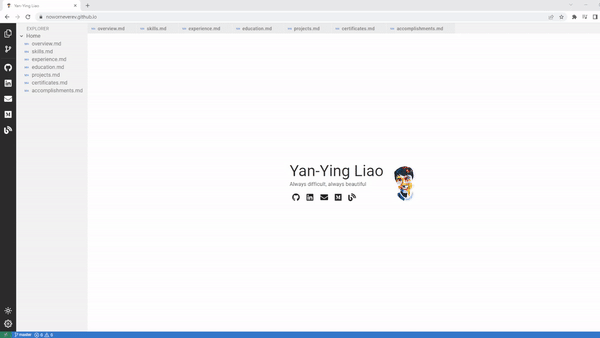 Yan-Ying Liao
novomeverev.github.io
EXPLORER
Home
overview.md
skills.md
experience.md
education.md
projects.md
certificates.md
accomplishments.md
overview.md skills.md experience.md education.md projects.md certificates.md accomplishments.md
Yan-Ying Liao
Always difficult, always beautiful
master 0 0